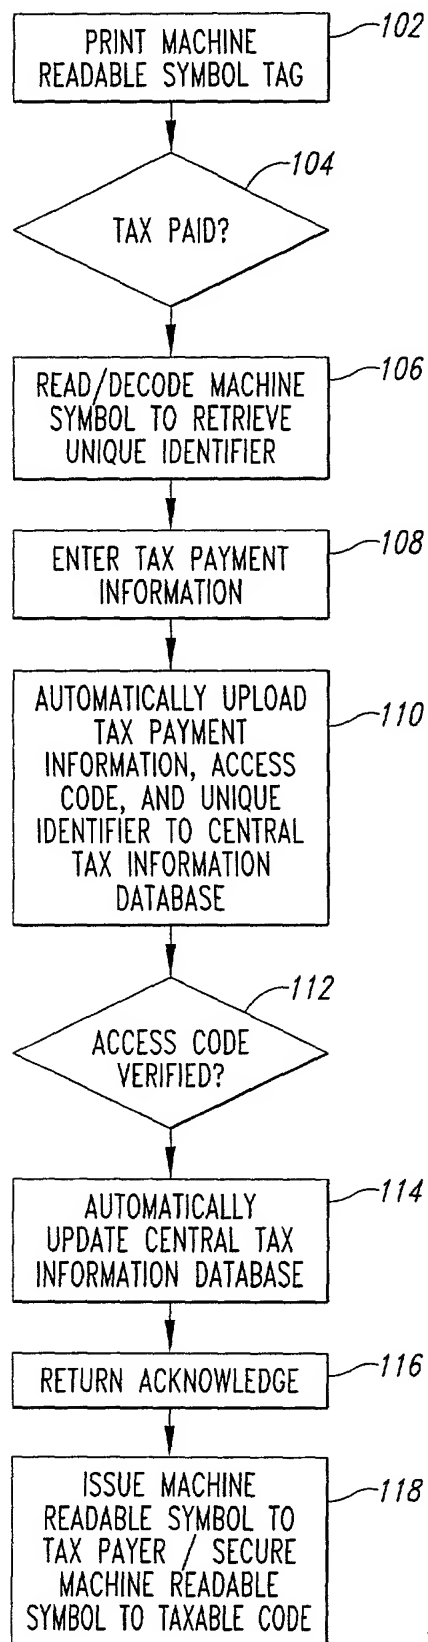 PRINT MACHINE
READABLE SYMBOL TAG
102
TAX PAID?
104
READ/DECODE MACHINE
SYMBOL TO RETRIEVE
UNIQUE IDENTIFIER
106
ENTER TAX PAYMENT
INFORMATION
108
AUTOMATICALLY UPLOAD
TAX PAYMENT
INFORMATION, ACCESS
CODE, AND UNIQUE
IDENTIFIER TO CENTRAL
TAX INFORMATION
DATABASE
110
ACCESS CODE
VERIFIED?
112
AUTOMATICALLY
UPDATE CENTRAL TAX
INFORMATION DATABASE
114
RETURN ACKNOWLEDGE
116
ISSUE MACHINE
READABLE SYMBOL TO
TAX PAYER / SECURE
MACHINE READABLE
SYMBOL TO TAXABLE CODE
118